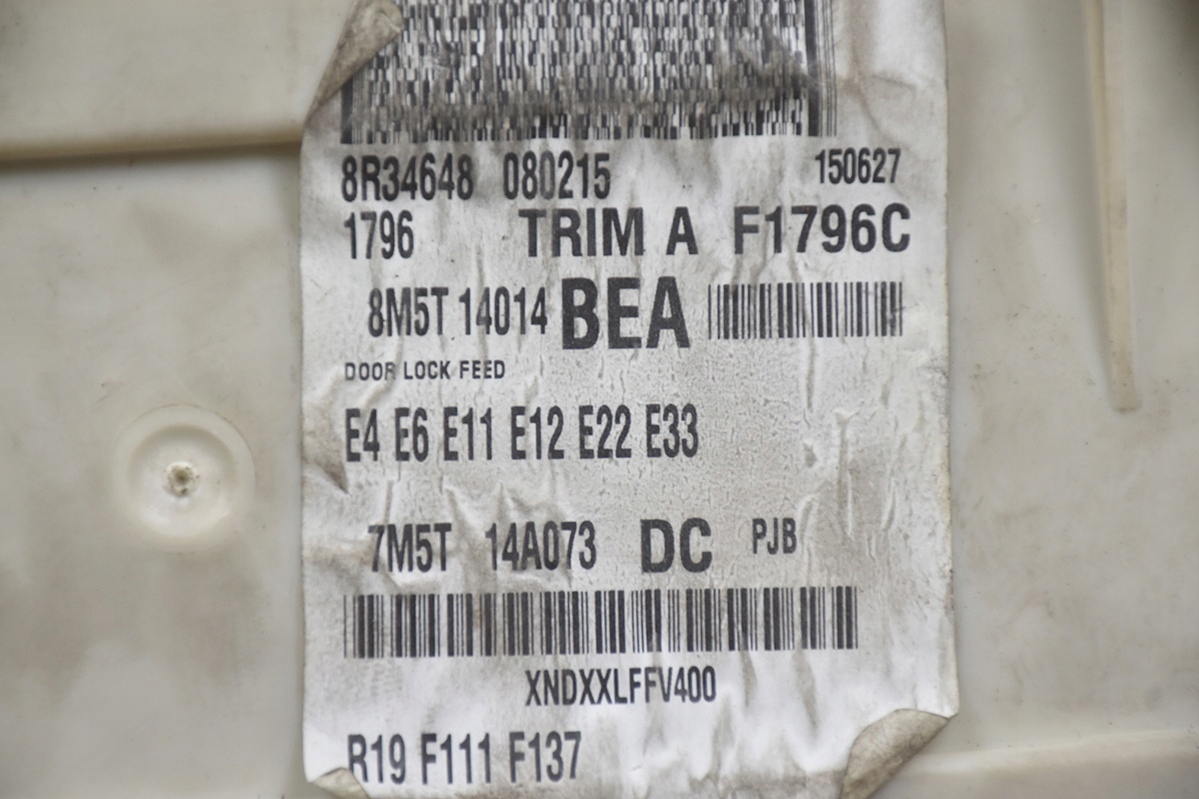 8R34648 080215 150627
1796 TRIM A F1796C
8M5T 14014 BEA
DOOR LOCK FEED
E4 E6 E11 E12 E22 E33
7M5T 14A073 DC PJB
XNDXXLFFV400
R19 F111 F137